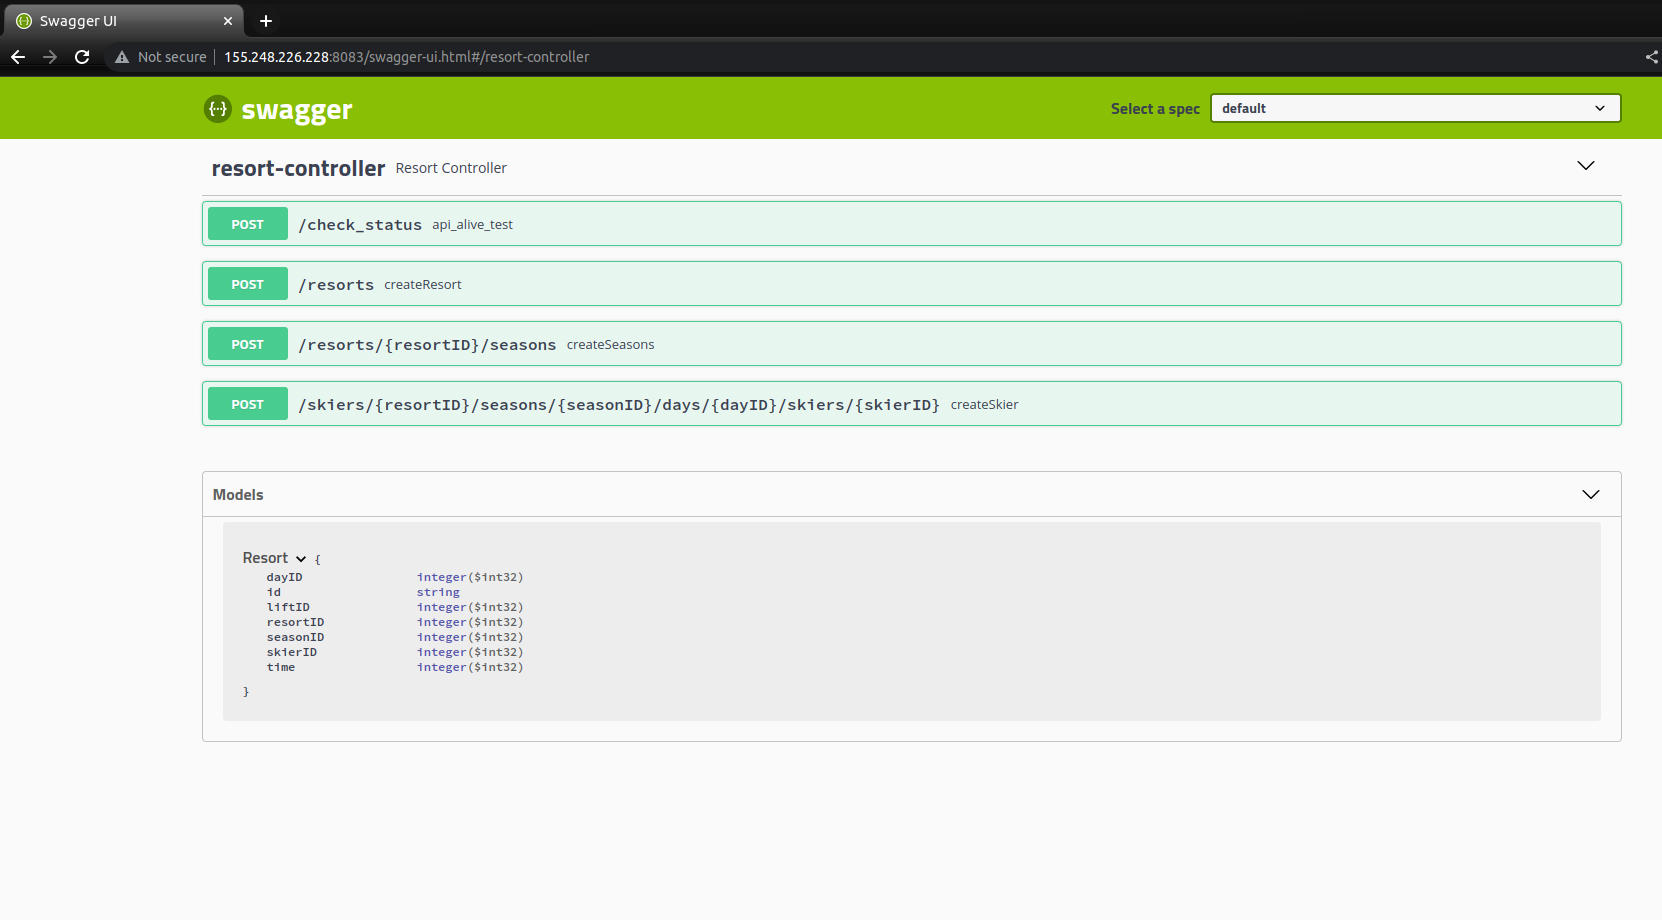 Swagger UI
Not secure 155.248.226.228:8083/swagger-ui.html#/resort-controller
{...} swagger Select a spec default
resort-controller Resort Controller
POST /check_status api_alive_test
POST /resorts createResort
POST /resorts/{resortID}/seasons createSeasons
POST /skiers/{resortID}/seasons/{seasonID}/days/{dayID}/skiers/{skierID} createSkier
Models
Resort {
dayID integer($int32)
id string
liftID integer($int32)
resortID integer($int32)
seasonID integer($int32)
skierID integer($int32)
time integer($int32)
}